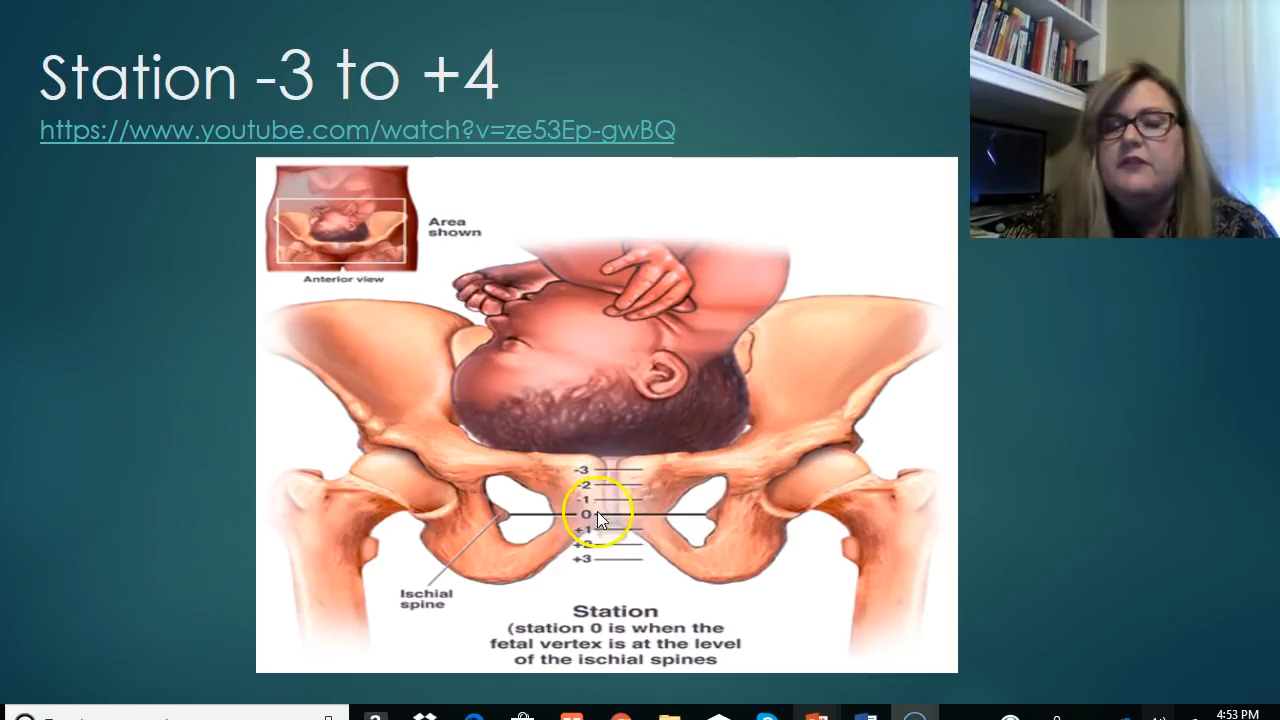 Station -3 to +4
https://www.youtube.com/watch?v=ze53Ep-gwBQ
Area
shown
Anterior view
-3
-2
-1
0
+1
+2
+3
Ischial
spine
Station
(station 0 is when the
fetal vertex is at the level
of the ischial spines
4:53 PM